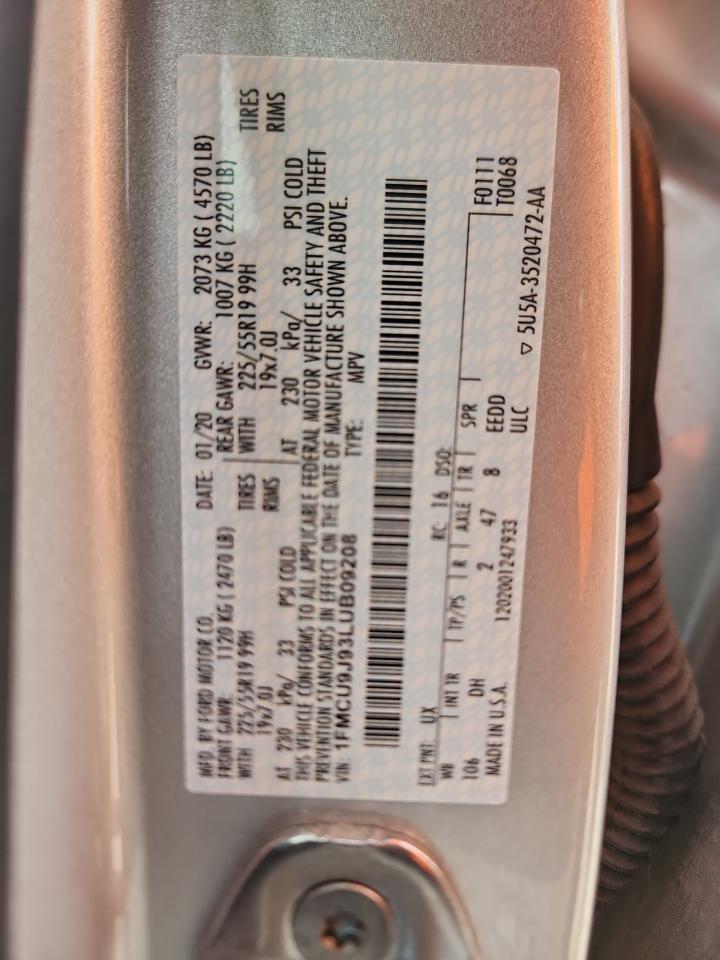 MFD. BY FORD MOTOR CO.
DATE: 01/20 GVWR: 2073 KG ( 4570 LB)
FRONT GAWR: 1120 KG ( 2470 LB) REAR GAWR: 1007 KG ( 2220 LB)
WITH 225/55R19 99H TIRES WITH 225/55R19 99H TIRES
19x7.0J RIMS 19x7.0J RIMS
AT 230 kPa/ 33 PSI COLD AT 230 kPa/ 33 PSI COLD
THIS VEHICLE CONFORMS TO ALL APPLICABLE FEDERAL MOTOR VEHICLE SAFETY AND THEFT
PREVENTION STANDARDS IN EFFECT ON THE DATE OF MANUFACTURE SHOWN ABOVE.
VIN: 1FMCU9J93LUB09208 TYPE: MPV
EXT PNT: UX RC: 16 DSO:
WB INT TR TP/PS R AXLE TR SPR F0111
106 DH 2 47 8 EEDD T0068
MADE IN U.S.A. 1202001247933 ULC
▽ 5U5A-3520472-AA